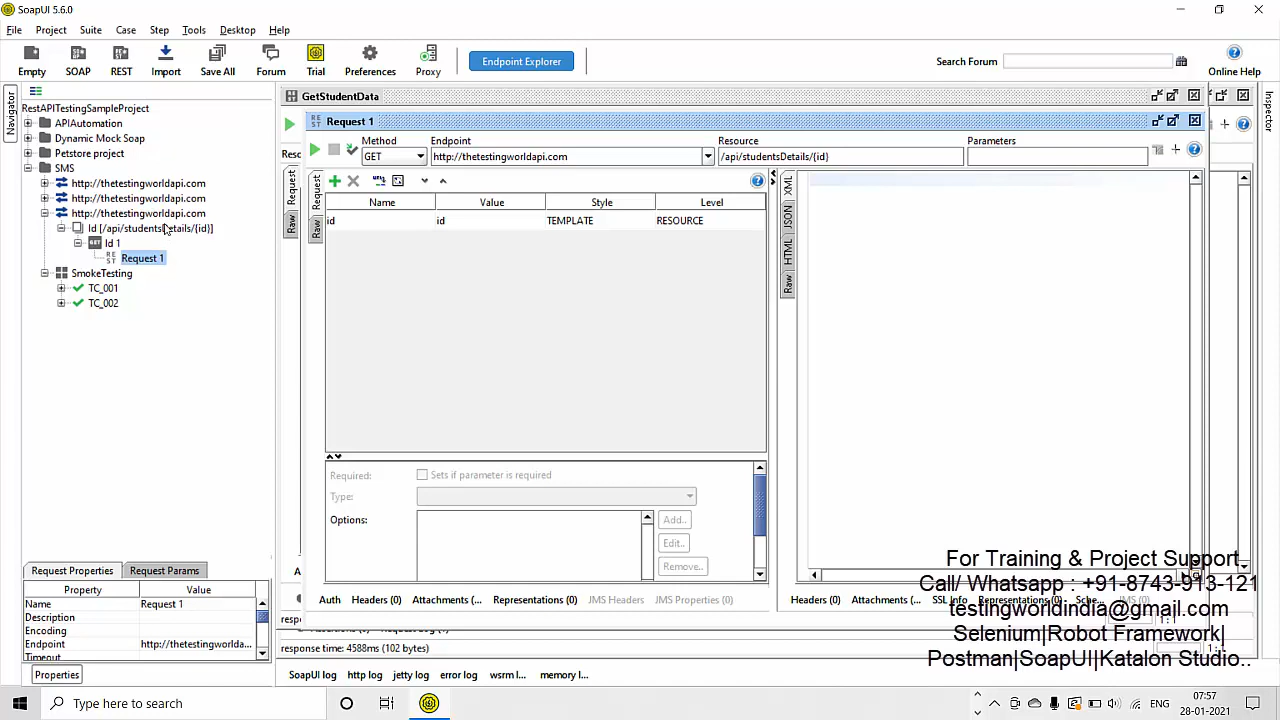 SoapUI 5.6.0
File Project Suite Case Step Tools Desktop Help
Empty SOAP REST Import Save All Forum Trial Preferences Proxy Endpoint Explorer Search Forum Online Help
Navigator
Inspector
RestAPITestingSampleProject
APIAutomation
Dynamic Mock Soap
Petstore project
SMS
http://thetestingworldapi.com
http://thetestingworldapi.com
http://thetestingworldapi.com
Id [/api/studentsDetails/{id}]
Id 1
Request 1
SmokeTesting
TC_001
TC_002
GetStudentData
Request 1
Method Endpoint Resource Parameters
GET http://thetestingworldapi.com /api/studentsDetails/{id}
Request
Raw
Request
Raw
Name Value Style Level
id id TEMPLATE RESOURCE
XML
JSON
HTML
Raw
Required: Sets if parameter is required
Type:
Options:
Add..
Edit..
Remove..
Auth Headers (0) Attachments (... Representations (0) JMS Headers JMS Properties (0)
Headers (0) Attachments (... SSL Info
response time: 4588ms (102 bytes)
SoapUI log http log jetty log error log wsrm l... memory l...
Request Properties Request Params
Property Value
Name Request 1
Description
Encoding
Endpoint http://thetestingworlda...
Timeout
Properties
For Training & Project Support
Call/ Whatsapp : +91-8743-913-121
testingworldindia@gmail.com
Selenium|Robot Framework|
Postman|SoapUI||Katalon Studio..
Type here to search
ENG
07:57
28-01-2021